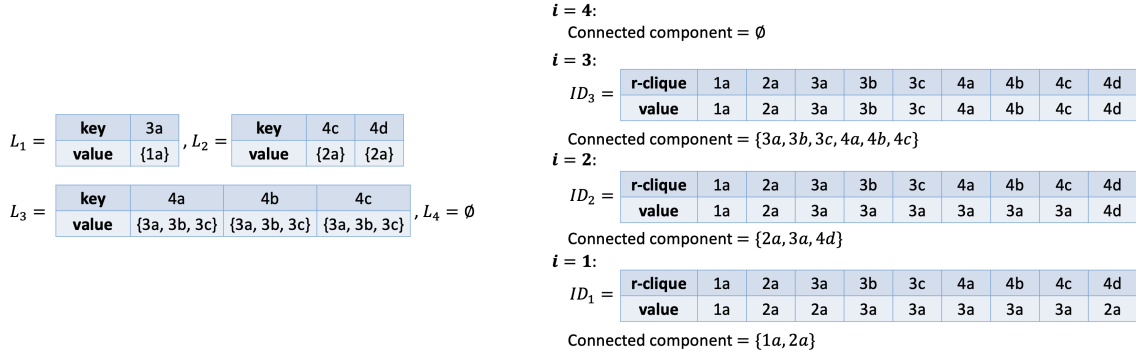 L₁ =
key 3a
value {1a}
, L₂ =
key 4c 4d
value {2a} {2a}
L₃ =
key 4a 4b 4c
value {3a, 3b, 3c} {3a, 3b, 3c} {3a, 3b, 3c}
, L₄ = ∅
i = 4:
Connected component = ∅
i = 3:
ID₃ =
r-clique 1a 2a 3a 3b 3c 4a 4b 4c 4d
value 1a 2a 3a 3b 3c 4a 4b 4c 4d
Connected component = {3a, 3b, 3c, 4a, 4b, 4c}
i = 2:
ID₂ =
r-clique 1a 2a 3a 3b 3c 4a 4b 4c 4d
value 1a 2a 3a 3a 3a 3a 3a 3a 4d
Connected component = {2a, 3a, 4d}
i = 1:
ID₁ =
r-clique 1a 2a 3a 3b 3c 4a 4b 4c 4d
value 1a 2a 2a 3a 3a 3a 3a 3a 2a
Connected component = {1a, 2a}